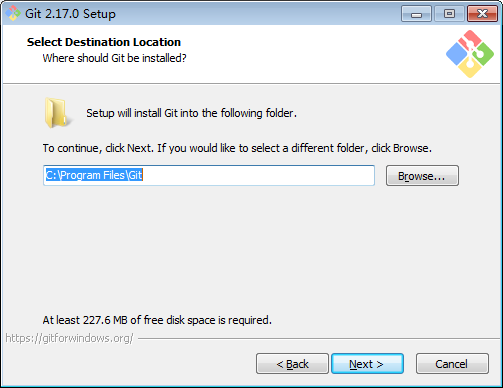 Git 2.17.0 Setup
Select Destination Location
Where should Git be installed?
Setup will install Git into the following folder.
To continue, click Next. If you would like to select a different folder, click Browse.
C:\Program Files\Git
Browse...
At least 227.6 MB of free disk space is required.
https://gitforwindows.org/
< Back
Next >
Cancel